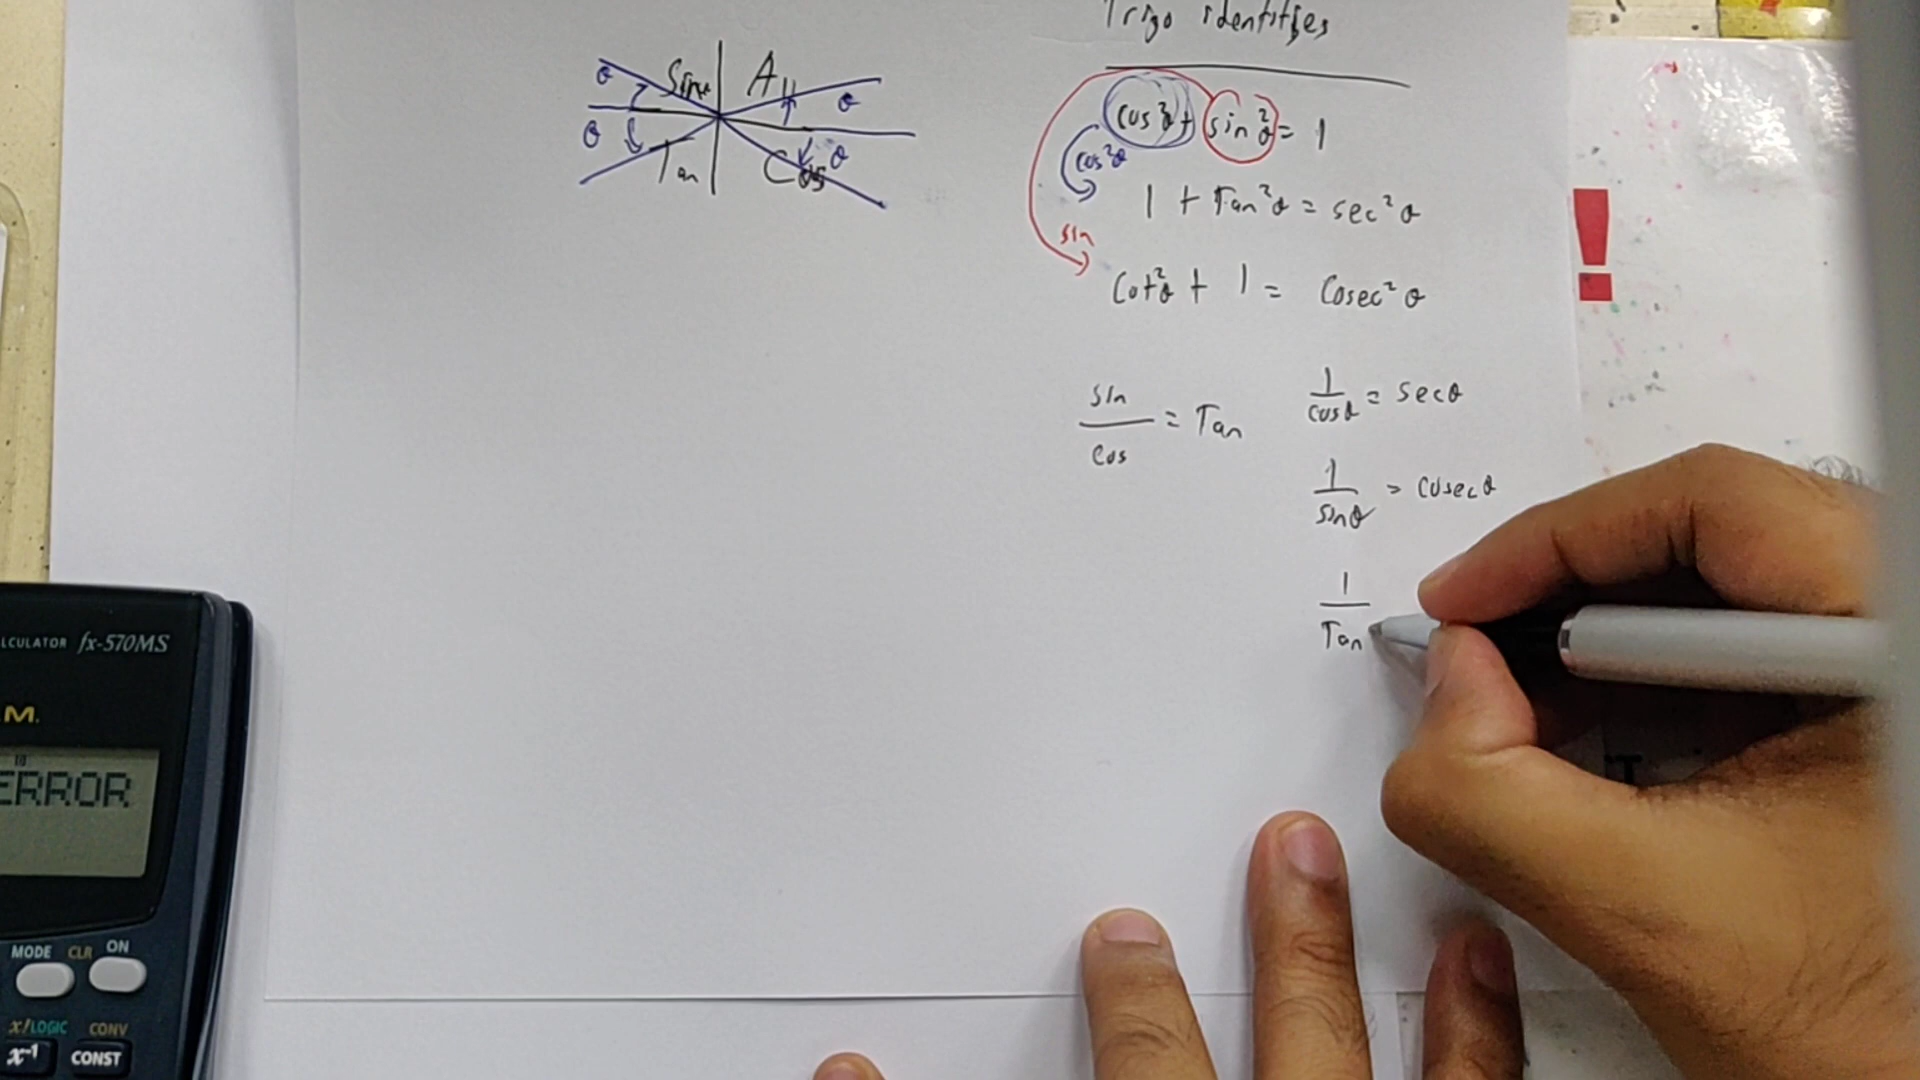 Trigo identities
θ Sine All θ
θ Tan Cos θ
cos²θ + sin²θ = 1
cos²θ
1 + Tan²θ = sec²θ
sin
Cot²θ + 1 = Cosec²θ
sin
cos
= Tan
1
cosθ
= secθ
1
sinθ
= cosecθ
1
Tan
!
fx-570MS
M.
ERROR
MODE CLR ON
x!LOGIC CONV
x⁻¹ CONST